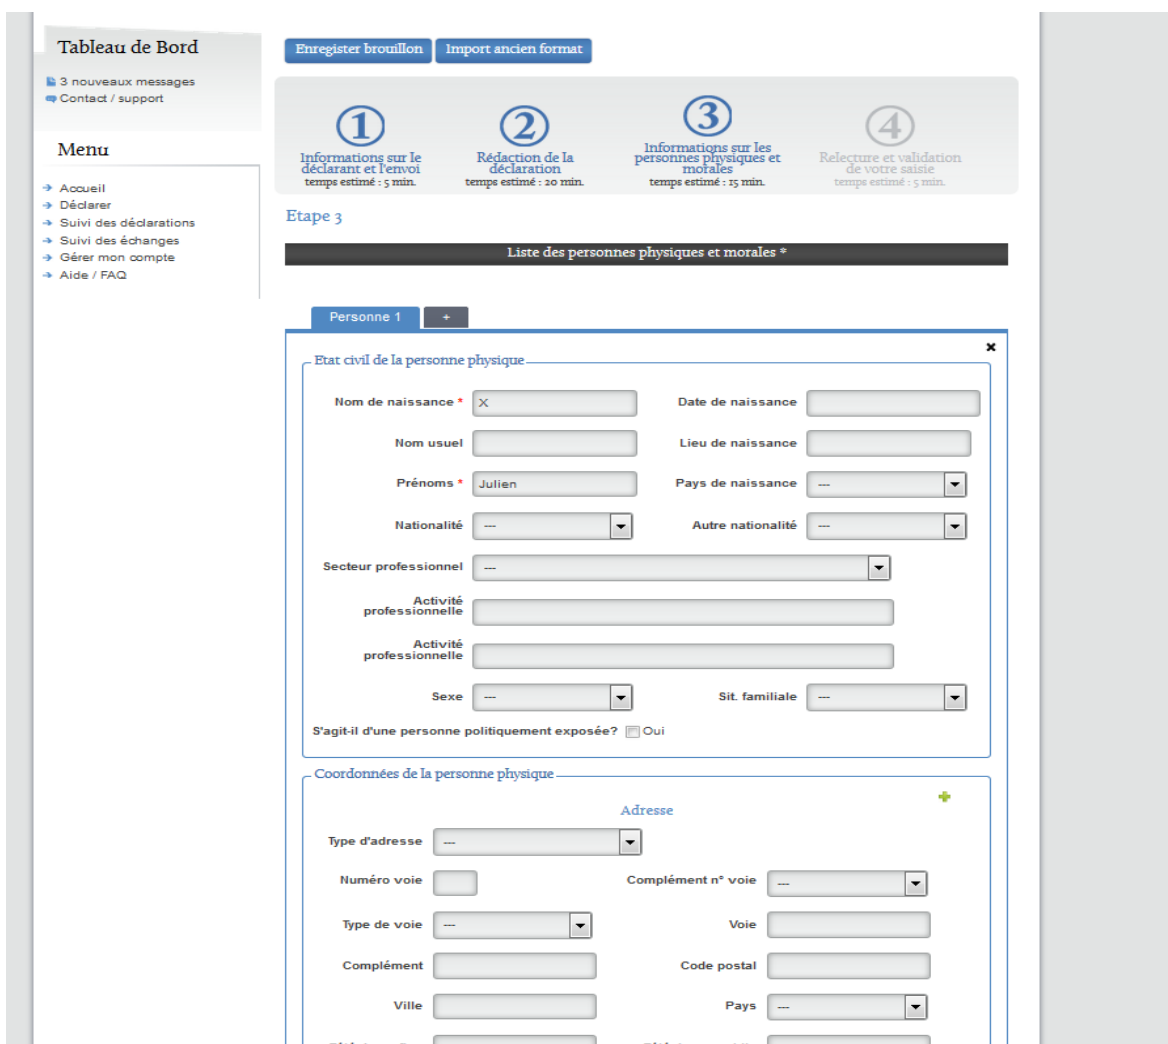 Tableau de Bord
3 nouveaux messages
Contact / support
Menu
Accueil
Déclarer
Suivi des déclarations
Suivi des échanges
Gérer mon compte
Aide / FAQ
Enregister brouillon
Import ancien format
1
Informations sur le
déclarant et l'envoi
temps estimé : 5 min.
2
Rédaction de la
déclaration
temps estimé : 20 min.
3
Informations sur les
personnes physiques et
morales
temps estimé : 15 min.
4
Relecture et validation
de votre saisie
temps estimé : 5 min.
Etape 3
Liste des personnes physiques et morales *
Personne 1
+
Etat civil de la personne physique
Nom de naissance * X
Date de naissance
Nom usuel
Lieu de naissance
Prénoms * Julien
Pays de naissance ---
Nationalité ---
Autre nationalité ---
Secteur professionnel ---
Activité
professionnelle
Activité
professionnelle
Sexe ---
Sit. familiale ---
S'agit-il d'une personne politiquement exposée? Oui
Coordonnées de la personne physique
Adresse
Type d'adresse ---
Numéro voie
Complément n° voie ---
Type de voie ---
Voie
Complément
Code postal
Ville
Pays ---